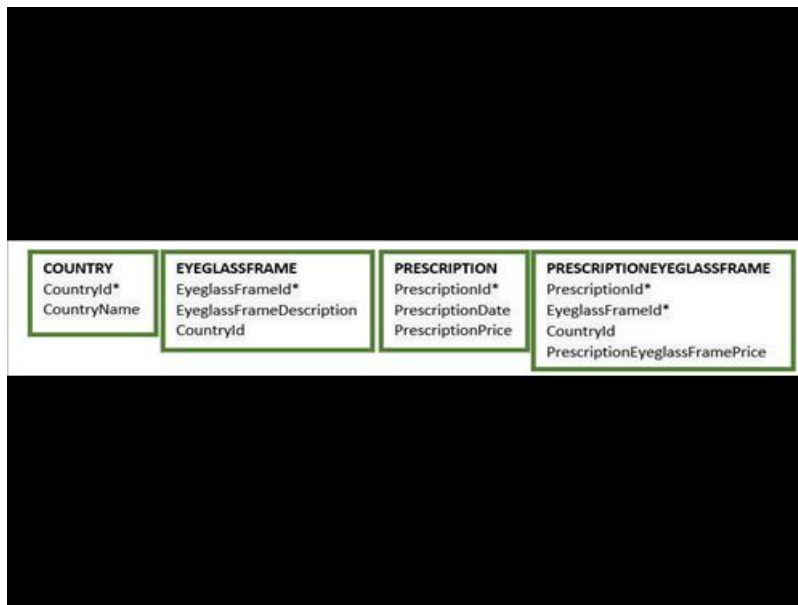 COUNTRY
CountryId*
CountryName
EYEGLASSFRAME
EyeglassFrameId*
EyeglassFrameDescription
CountryId
PRESCRIPTION
PrescriptionId*
PrescriptionDate
PrescriptionPrice
PRESCRIPTIONEYEGLASSFRAME
PrescriptionId*
EyeglassFrameId*
CountryId
PrescriptionEyeglassFramePrice